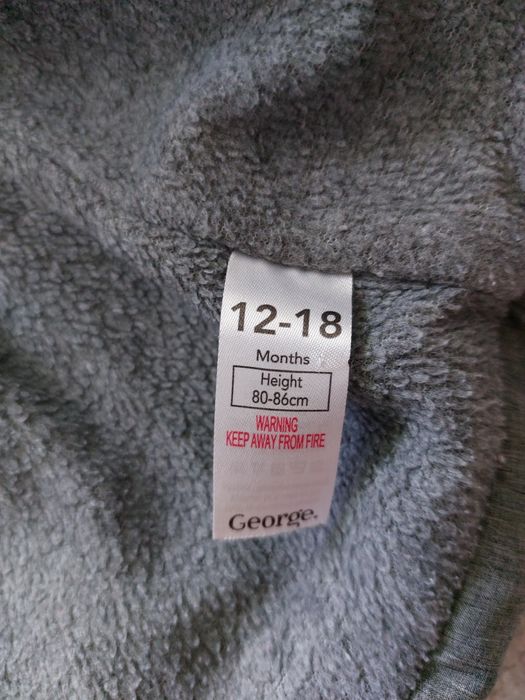 12-18
Months
Height
80-86cm
WARNING
KEEP AWAY FROM FIRE
George.